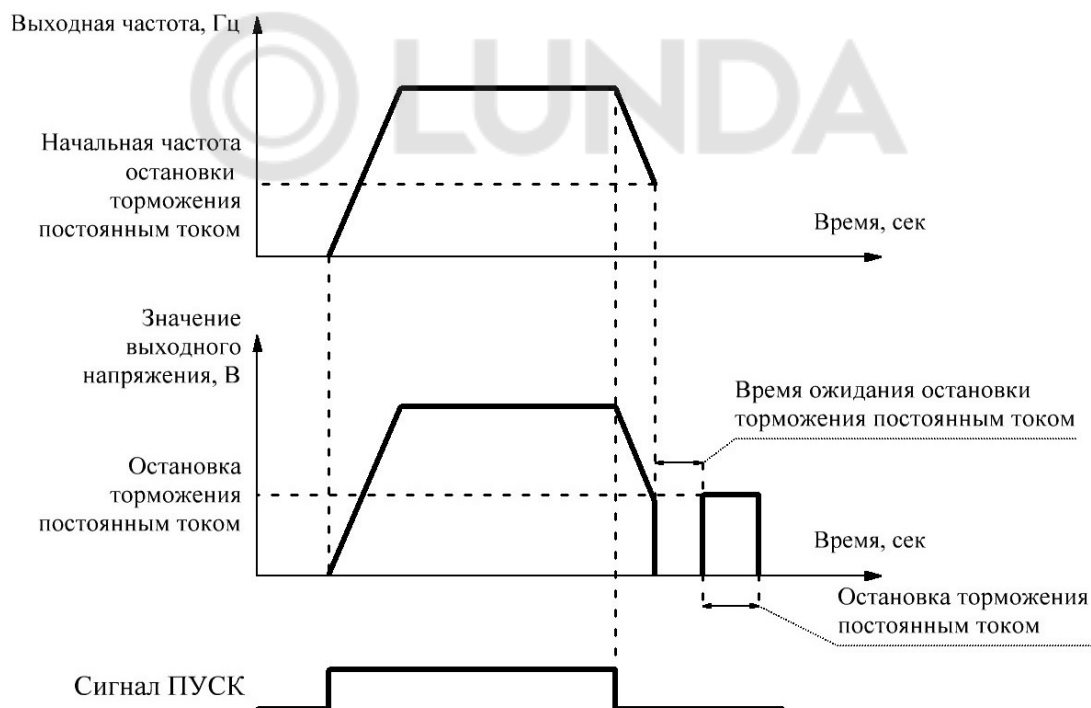 LUNDA
Выходная частота, Гц
Начальная частота
остановки
торможения
постоянным током
Время, сек
Значение
выходного
напряжения, В
Время ожидания остановки
торможения постоянным током
Остановка
торможения
постоянным током
Время, сек
Остановка торможения
постоянным током
Сигнал ПУСК